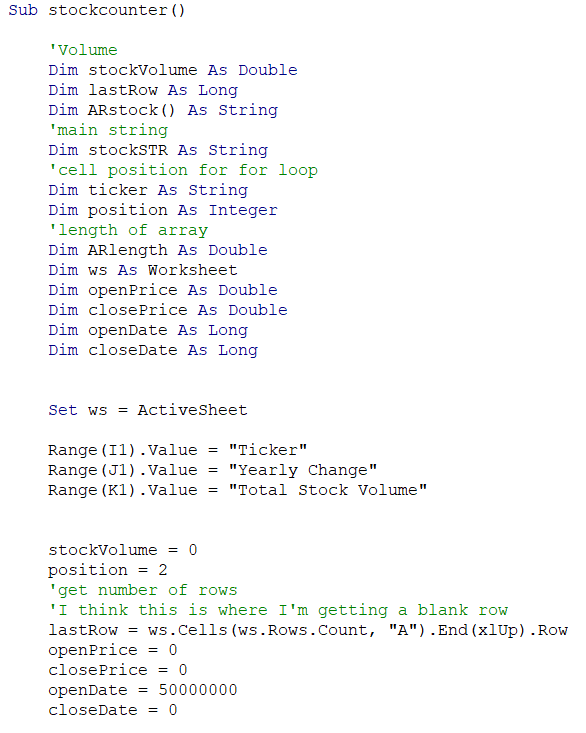 Sub stockcounter()
'Volume
Dim stockVolume As Double
Dim lastRow As Long
Dim ARstock() As String
'main string
Dim stockSTR As String
'cell position for for loop
Dim ticker As String
Dim position As Integer
'length of array
Dim ARlength As Double
Dim ws As Worksheet
Dim openPrice As Double
Dim closePrice As Double
Dim openDate As Long
Dim closeDate As Long
Set ws = ActiveSheet
Range(I1).Value = "Ticker"
Range(J1).Value = "Yearly Change"
Range(K1).Value = "Total Stock Volume"
stockVolume = 0
position = 2
'get number of rows
'I think this is where I'm getting a blank row
lastRow = ws.Cells(ws.Rows.Count, "A").End(xlUp).Row
openPrice = 0
closePrice = 0
openDate = 50000000
closeDate = 0